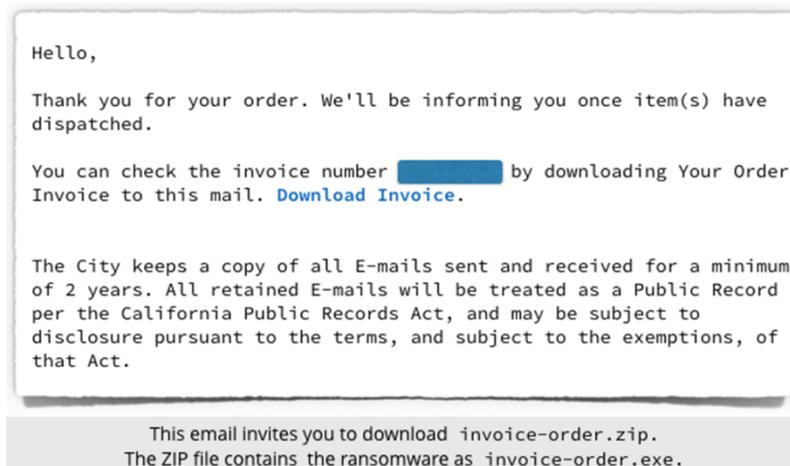 Hello,
Thank you for your order. We'll be informing you once item(s) have
dispatched.
You can check the invoice number by downloading Your Order
Invoice to this mail. Download Invoice.
The City keeps a copy of all E-mails sent and received for a minimum
of 2 years. All retained E-mails will be treated as a Public Record
per the California Public Records Act, and may be subject to
disclosure pursuant to the terms, and subject to the exemptions, of
that Act.
This email invites you to download invoice-order.zip.
The ZIP file contains the ransomware as invoice-order.exe.